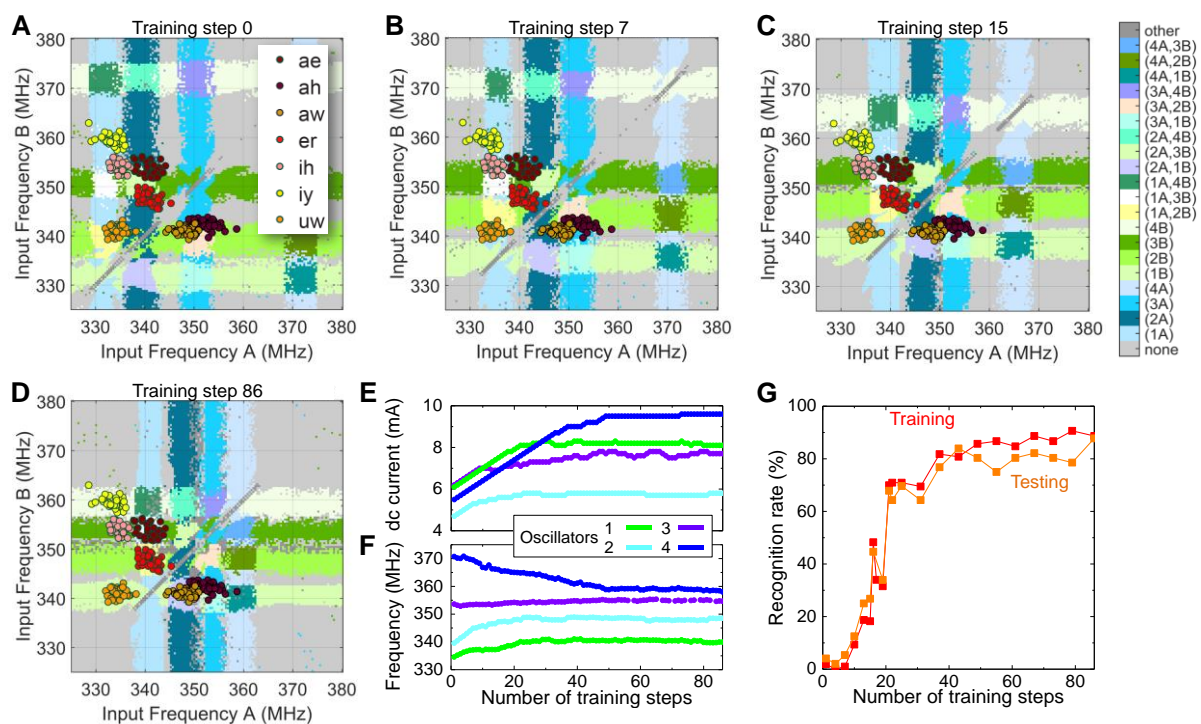 A
Training step 0
380
370
360
350
340
330
330 340 350 360 370 380
Input Frequency B (MHz)
Input Frequency A (MHz)
ae
ah
aw
er
ih
iy
uw
B
Training step 7
380
370
360
350
340
330
330 340 350 360 370 380
Input Frequency B (MHz)
Input Frequency A (MHz)
C
Training step 15
380
370
360
350
340
330
330 340 350 360 370 380
Input Frequency B (MHz)
Input Frequency A (MHz)
other
(4A,3B)
(4A,2B)
(4A,1B)
(3A,4B)
(3A,2B)
(3A,1B)
(2A,4B)
(2A,3B)
(2A,1B)
(1A,4B)
(1A,3B)
(1A,2B)
(4B)
(3B)
(2B)
(1B)
(4A)
(3A)
(2A)
(1A)
none
D
Training step 86
380
370
360
350
340
330
330 340 350 360 370 380
Input Frequency B (MHz)
Input Frequency A (MHz)
E
dc current (mA)
10
8
6
4
0 20 40 60 80
Oscillators
1 3
2 4
F
Frequency (MHz)
370
360
350
340
330
0 20 40 60 80
Number of training steps
G
Recognition rate (%)
100
80
60
40
20
0
Training
Testing
0 20 40 60 80
Number of training steps